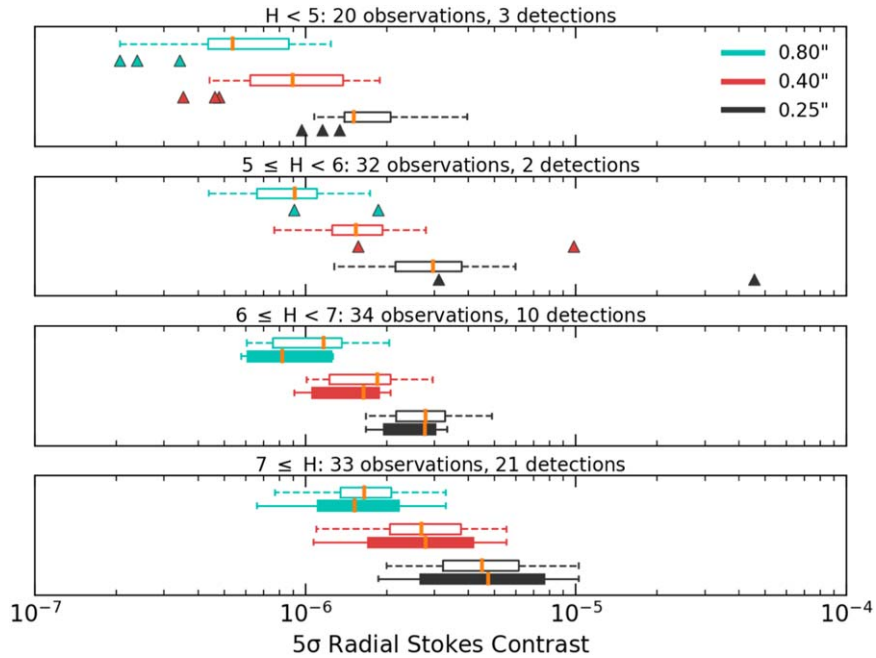 H < 5: 20 observations, 3 detections
0.80"
0.40"
0.25"
5 ≤ H < 6: 32 observations, 2 detections
6 ≤ H < 7: 34 observations, 10 detections
7 ≤ H: 33 observations, 21 detections
10⁻⁷ 10⁻⁶ 10⁻⁵ 10⁻⁴
5σ Radial Stokes Contrast